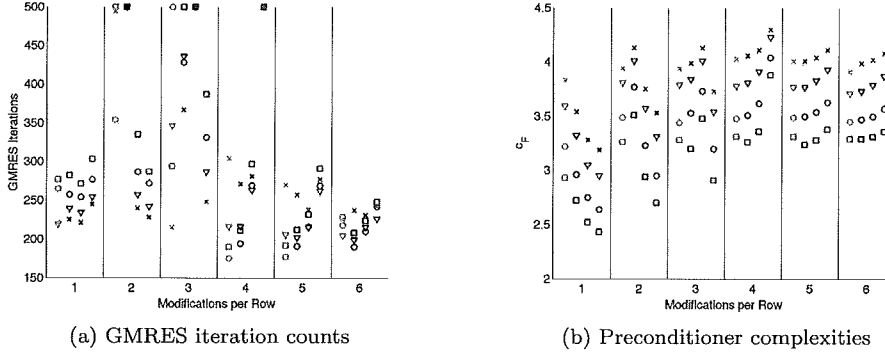 500
450
400
350
300
250
200
150
GMRES Iterations
1 2 3 4 5 6
Modifications per Row
(a) GMRES iteration counts
4.5
4
3.5
3
2.5
2
c_F
1 2 3 4 5 6
Modifications per Row
(b) Preconditioner complexities